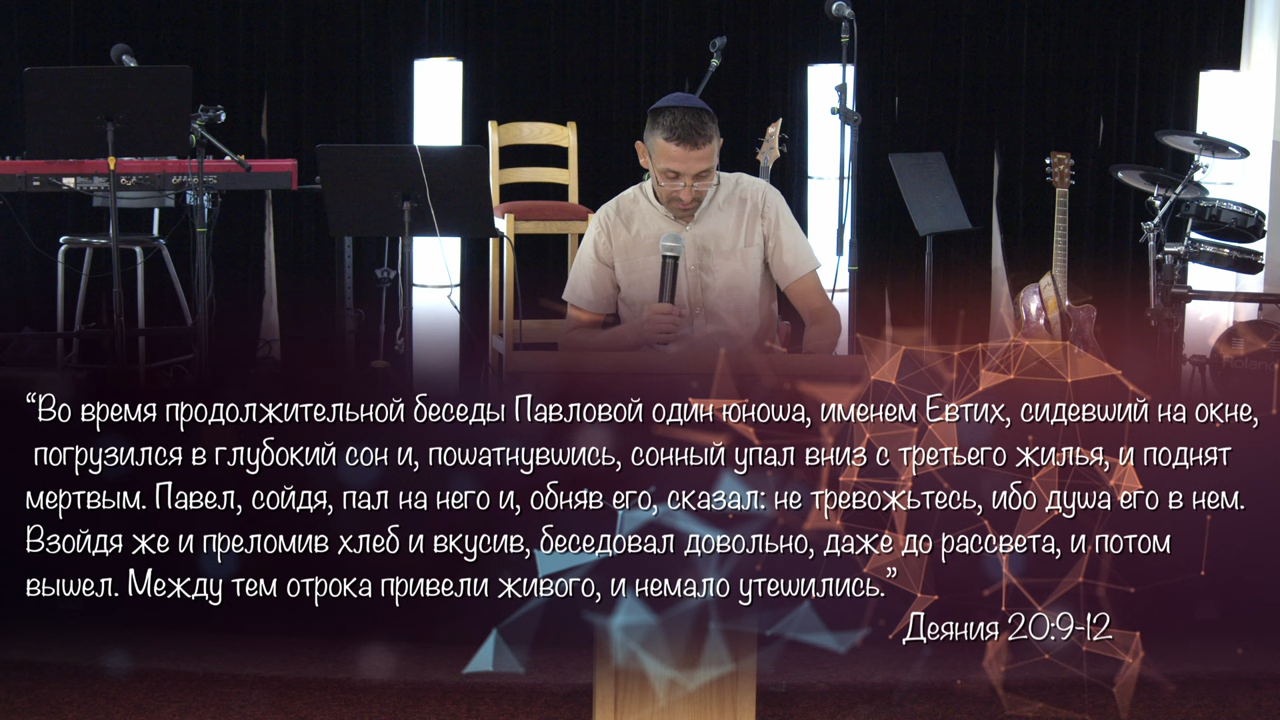 “Во время продолжительной беседы Павловой один юноша, именем Евтих, сидевший на окне,
погрузился в глубокий сон и, пошатнувшись, сонный упал вниз с третьего жилья, и поднят
мертвым. Павел, сойдя, пал на него и, обняв его, сказал: не тревожьтесь, ибо душа его в нем.
Взойдя же и преломив хлеб и вкусив, беседовал довольно, даже до рассвета, и потом
вышел. Между тем отрока привели живого, и немало утешились.”
Деяния 20:9-12
Roland